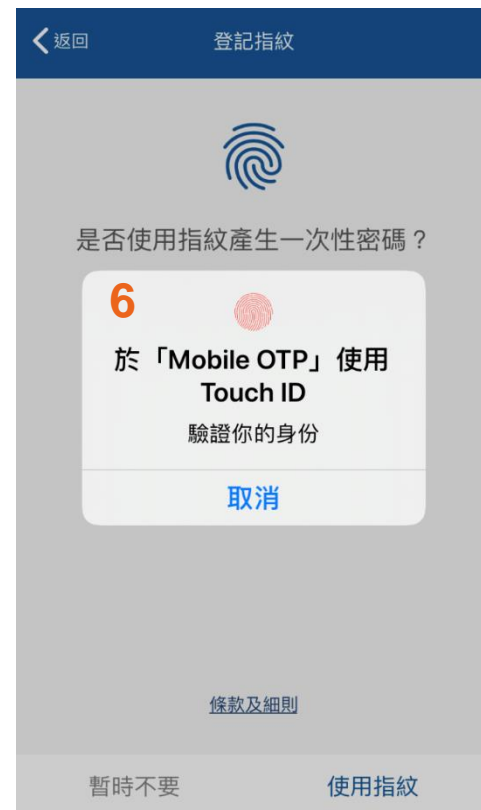 返回 登記指紋
是否使用指紋產生一次性密碼？
6
於「Mobile OTP」使用
Touch ID
驗證你的身份
取消
條款及細則
暫時不要 使用指紋